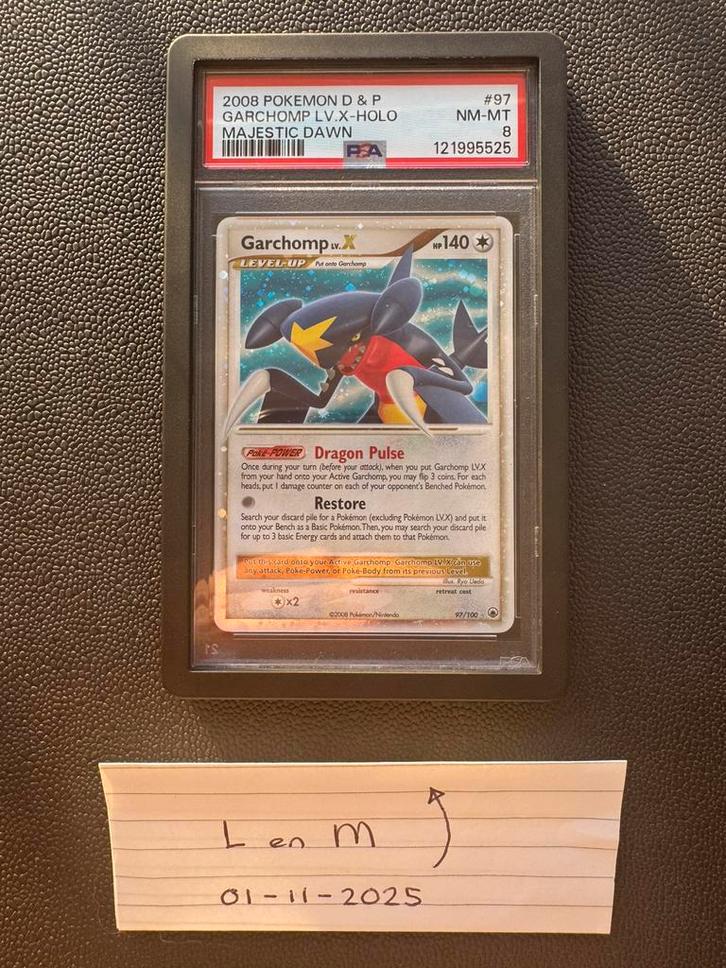 2008 POKEMON D & P #97
GARCHOMP LV.X-HOLO NM-MT
MAJESTIC DAWN 8
PSA 121995525
Garchomp LV.X HP 140
LEVEL-UP Put onto Garchomp
Poké-POWER Dragon Pulse
Once during your turn (before your attack), when you put Garchomp LV.X
from your hand onto your Active Garchomp, you may flip 3 coins. For each
heads, put 1 damage counter on each of your opponent's Benched Pokémon.
Restore
Search your discard pile for a Pokémon (excluding Pokémon LV.X) and put it
onto your Bench as a Basic Pokémon. Then, you may search your discard pile
for up to 3 basic Energy cards and attach them to that Pokémon.
Put this card onto your Active Garchomp. Garchomp LV.X can use
any attack, Poké-Power, or Poké-Body from its previous Level.
Illus. Ryo Ueda
weakness resistance retreat cost
x2
©2008 Pokémon/Nintendo 97/100
PSA
L en M
01-11-2025